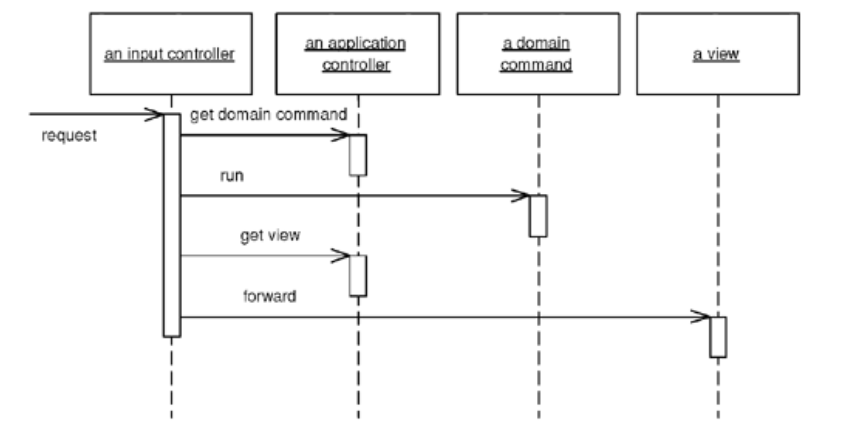 an input controller
an application
controller
a domain
command
a view
get domain command
request
run
get view
forward